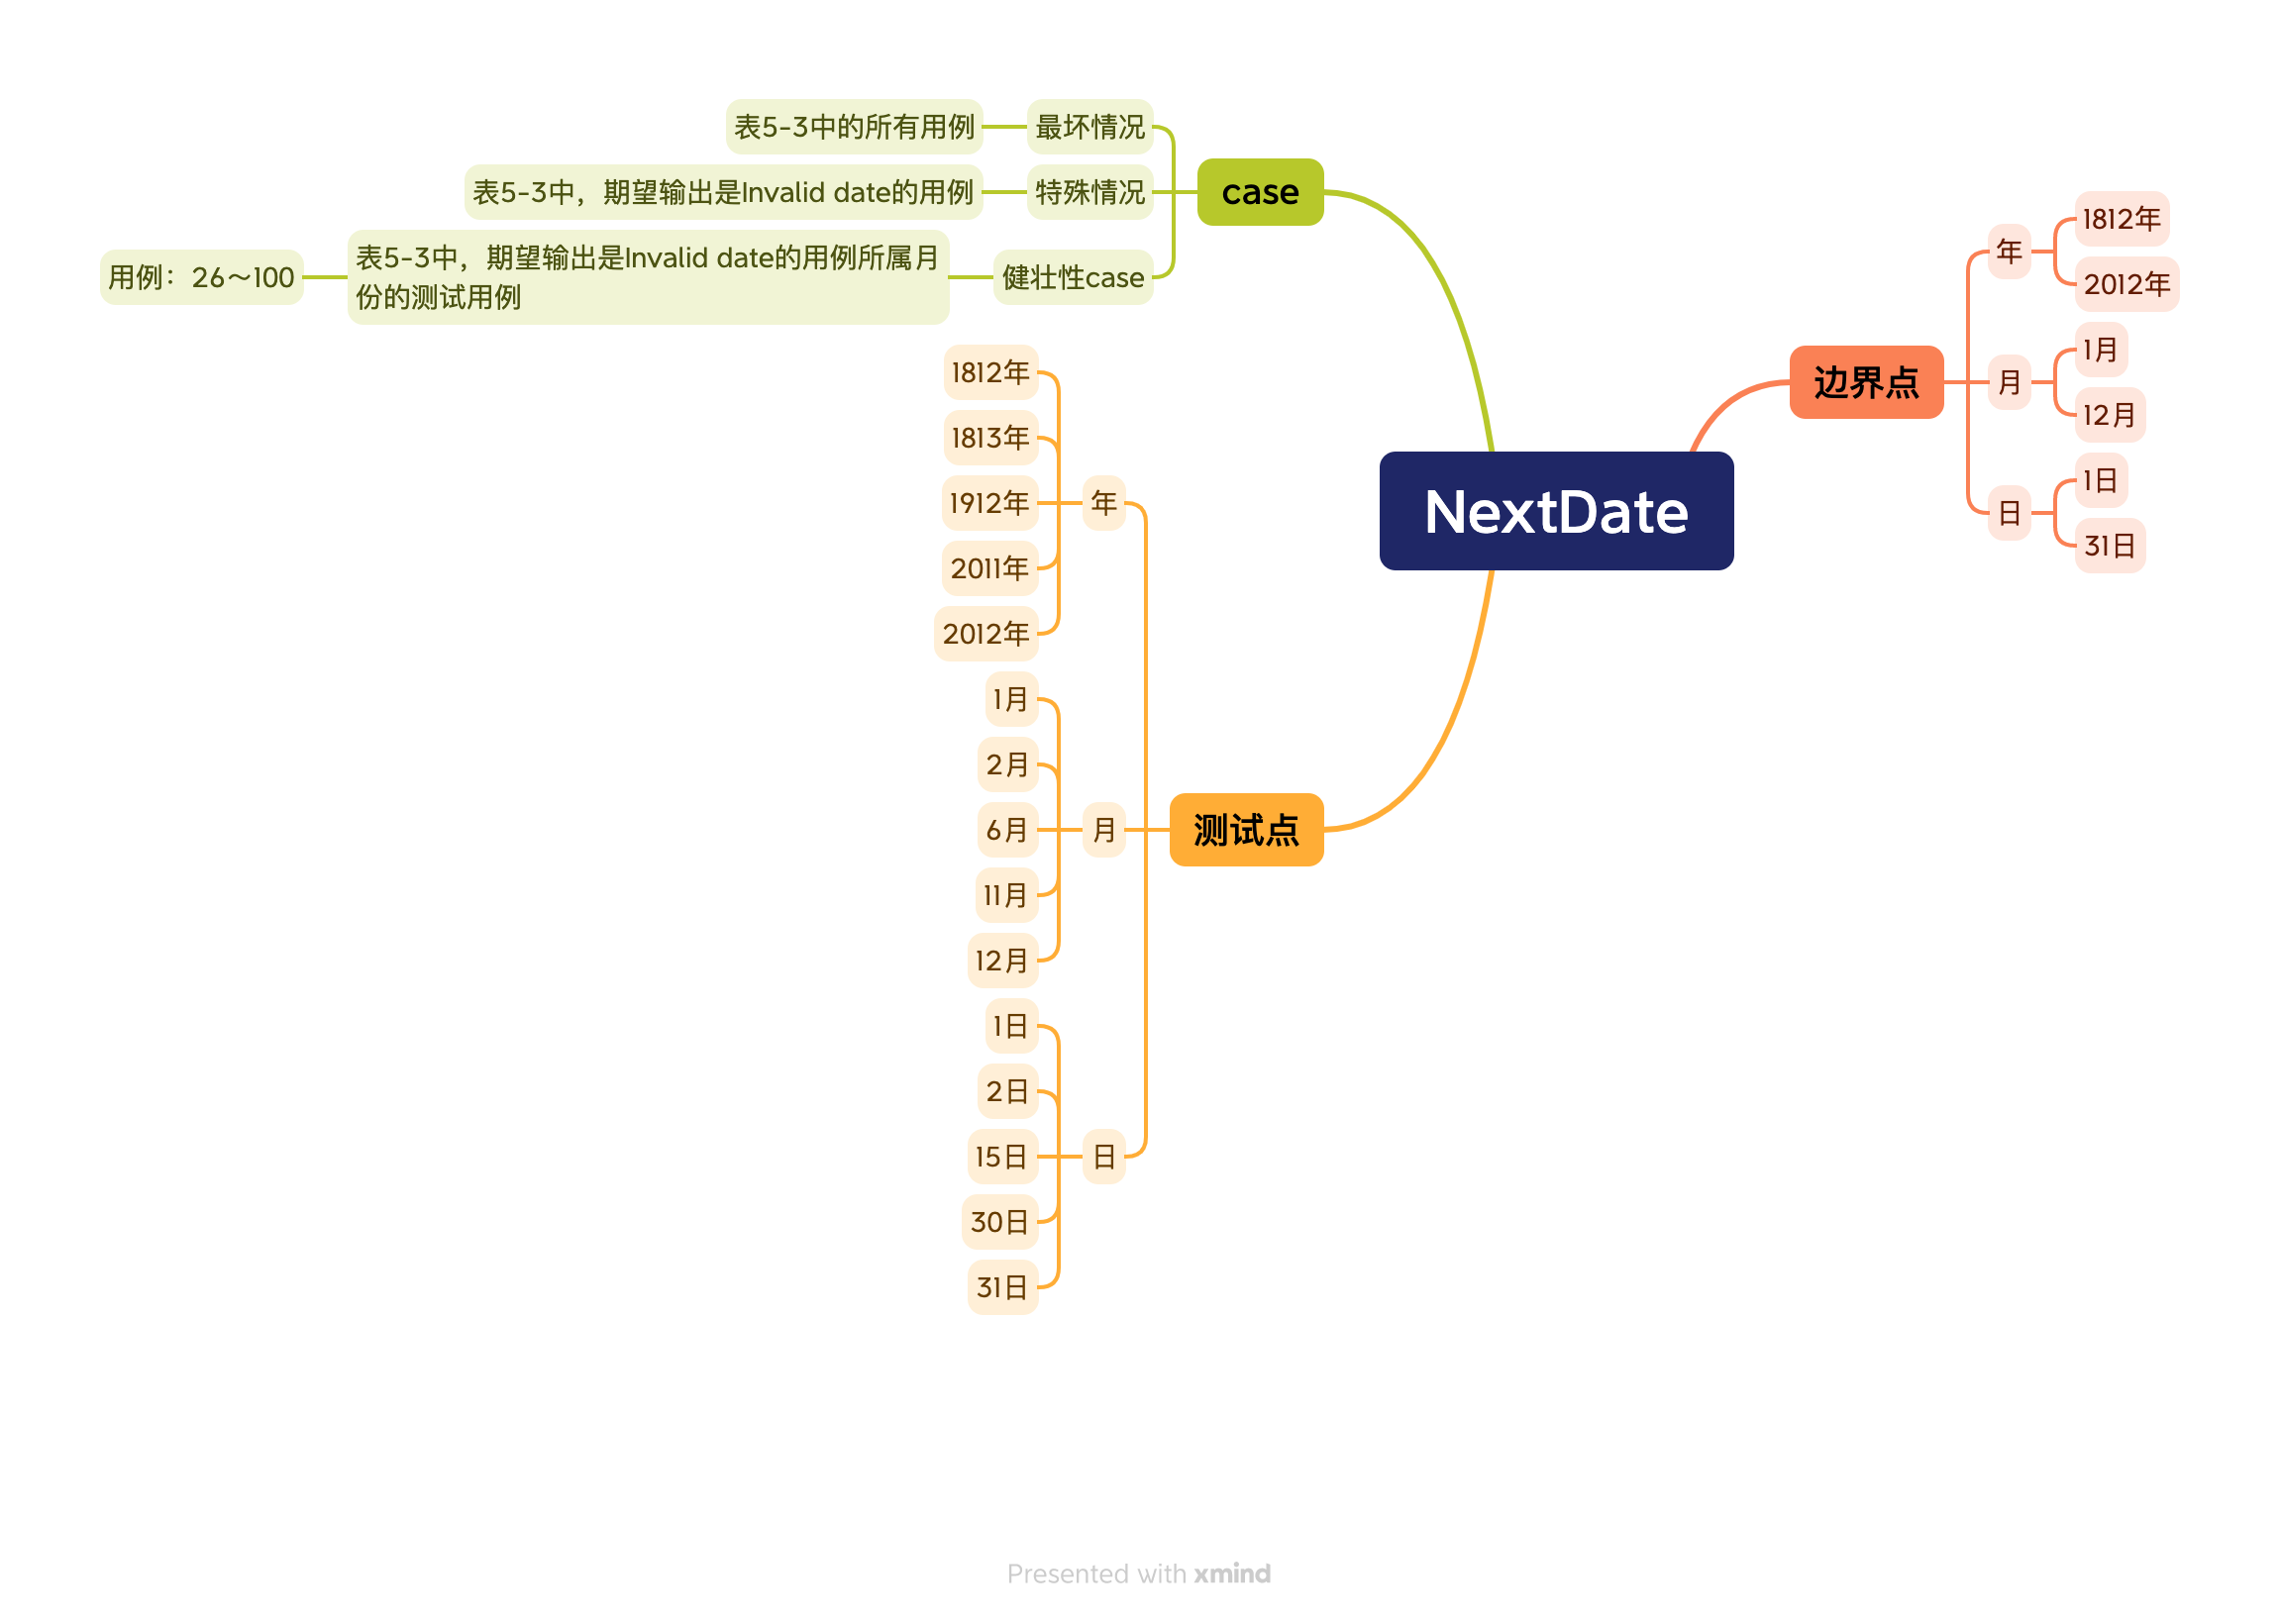 NextDate
边界点
年
1812年
2012年
月
1月
12月
日
1日
31日
case
最坏情况
表5-3中的所有用例
特殊情况
表5-3中，期望输出是Invalid date的用例
健壮性case
表5-3中，期望输出是Invalid date的用例所属月
份的测试用例
用例：26～100
测试点
年
1812年
1813年
1912年
2011年
2012年
月
1月
2月
6月
11月
12月
日
1日
2日
15日
30日
31日
Presented with xmind